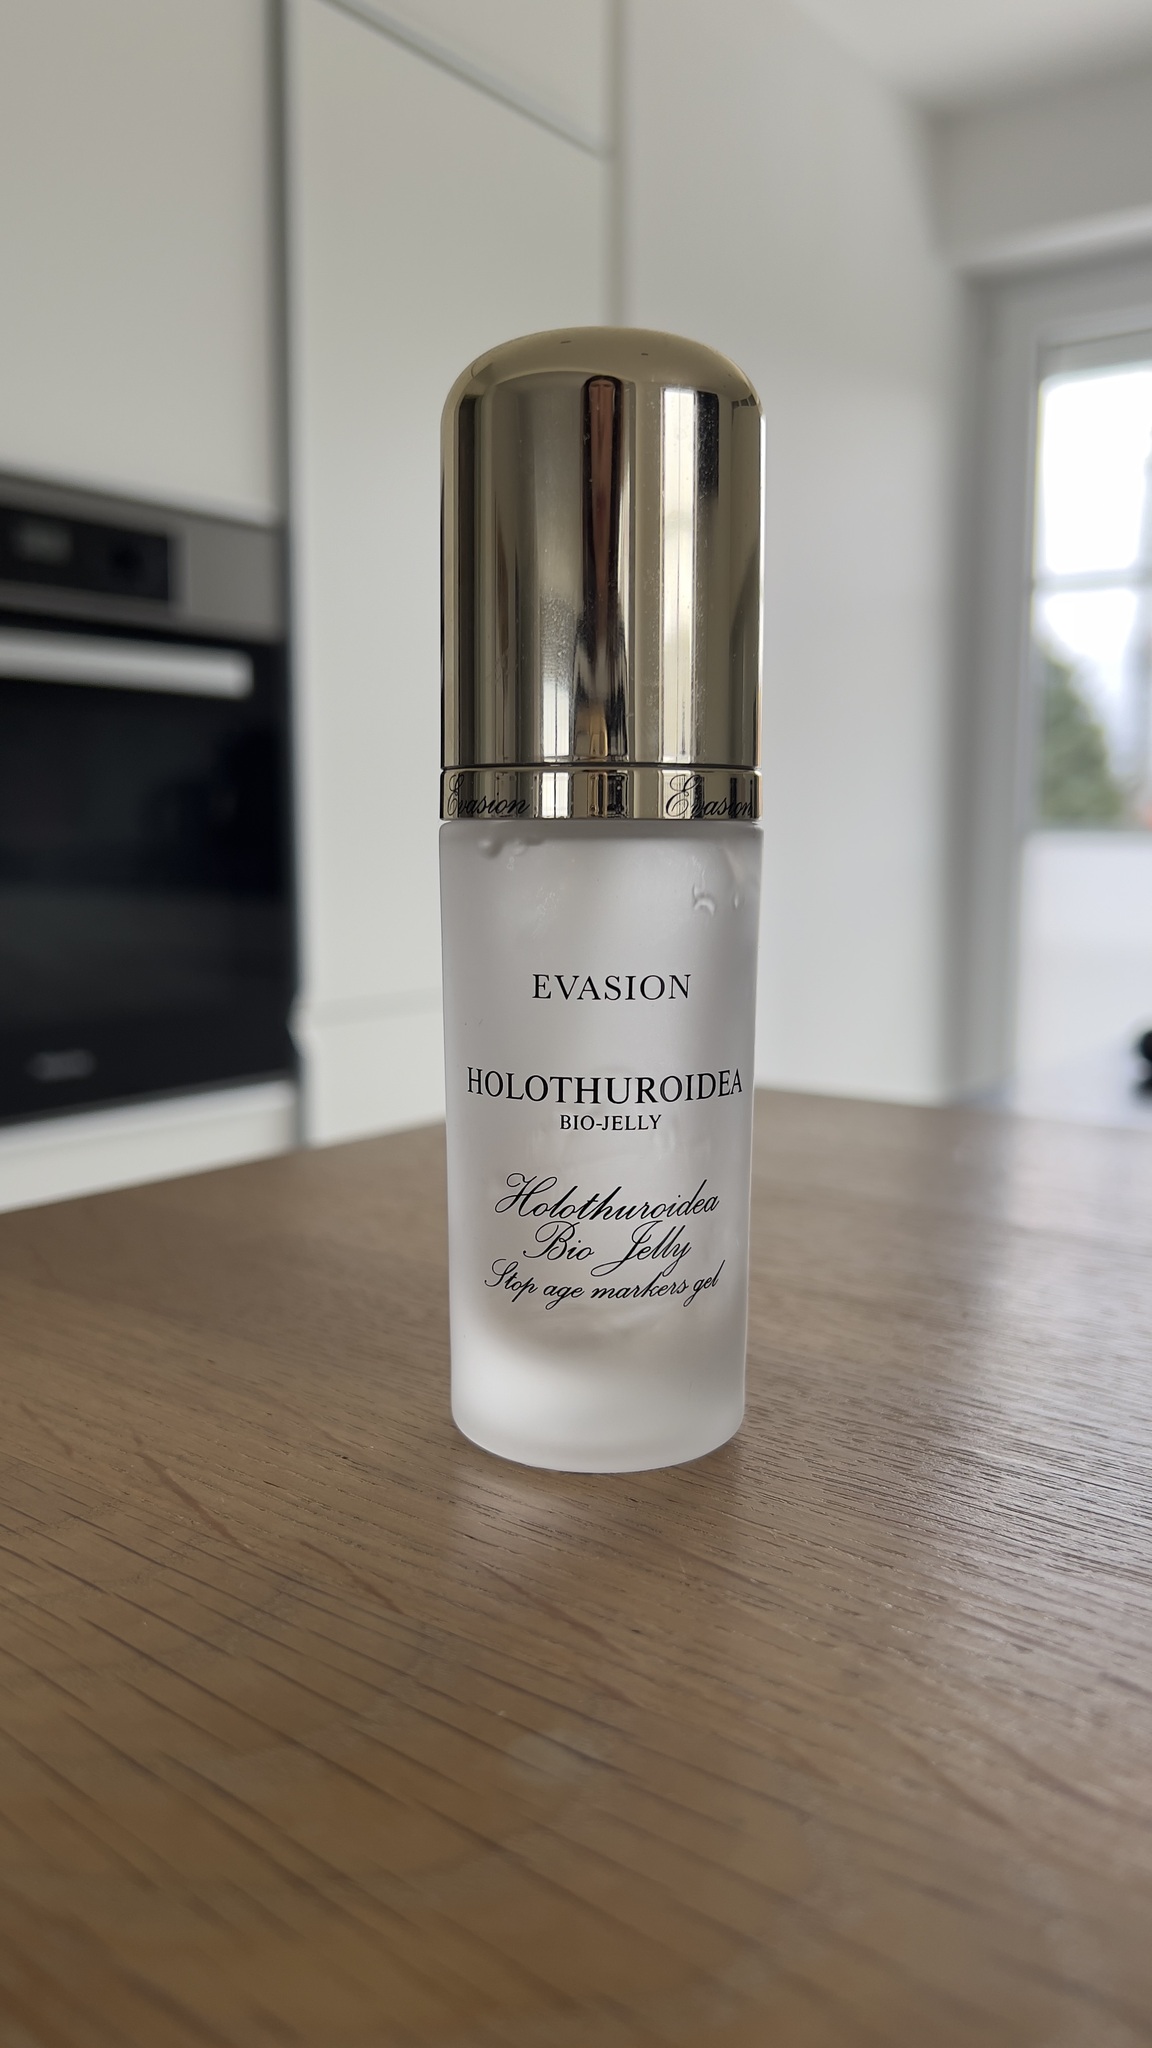 Evasion Evasion
EVASION
HOLOTHUROIDEA
BIO-JELLY
Holothuroidea
Bio Jelly
Stop age markers gel